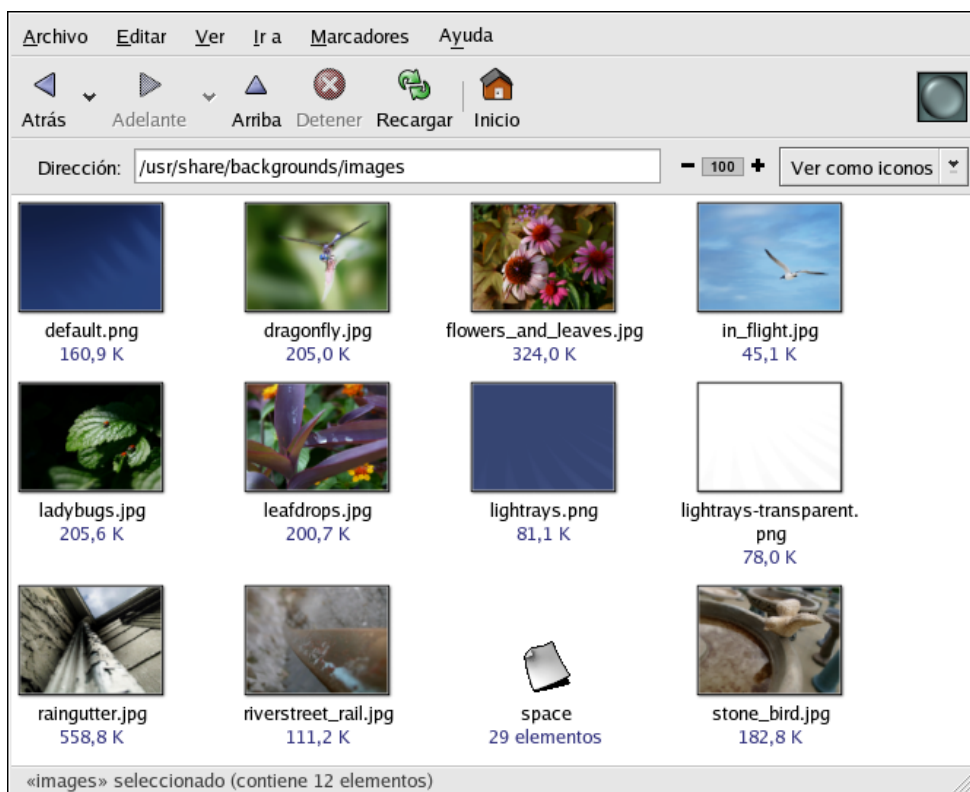 Archivo Editar Ver Ir a Marcadores Ayuda
Atrás Adelante Arriba Detener Recargar Inicio
Dirección: /usr/share/backgrounds/images 100 Ver como iconos
default.png dragonfly.jpg flowers_and_leaves.jpg in_flight.jpg
160,9 K 205,0 K 324,0 K 45,1 K
ladybugs.jpg leafdrops.jpg lightrays.png lightrays-transparent.
png
205,6 K 200,7 K 81,1 K
78,0 K
raingutter.jpg riverstreet_rail.jpg space stone_bird.jpg
558,8 K 111,2 K 29 elementos 182,8 K
«images» seleccionado (contiene 12 elementos)